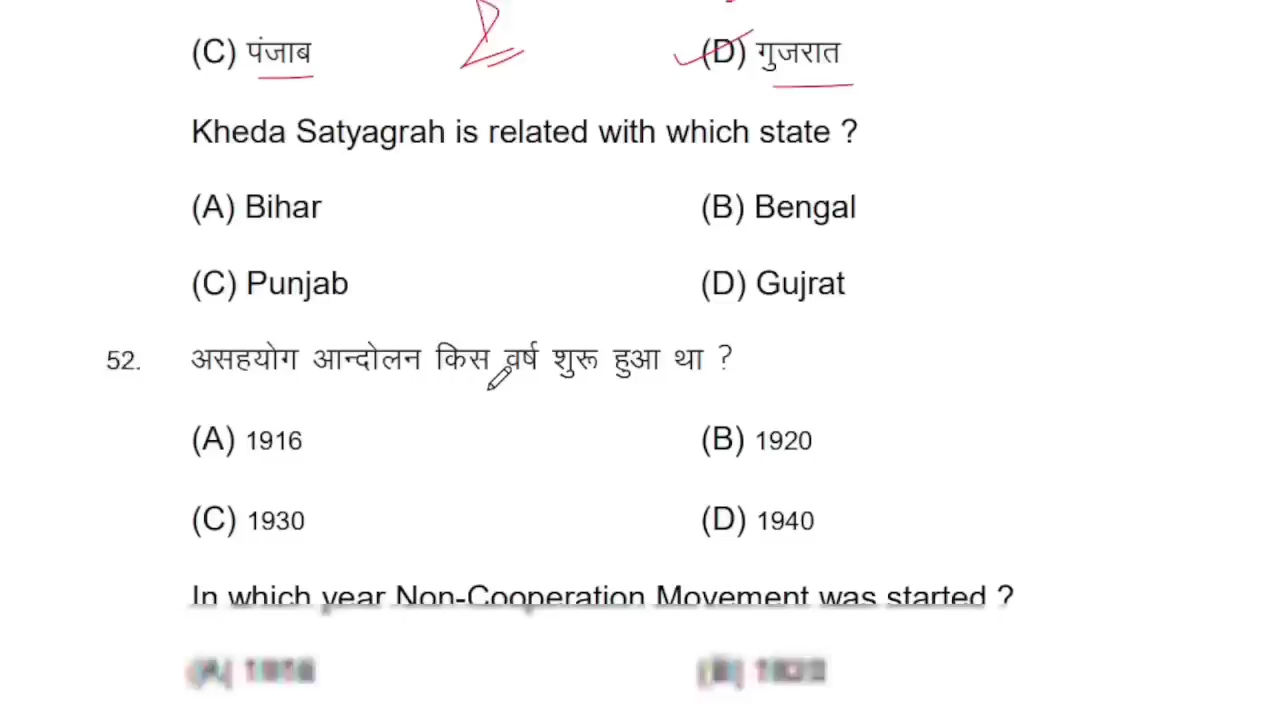 (C) पंजाब (D) गुजरात
Kheda Satyagrah is related with which state ?
(A) Bihar (B) Bengal
(C) Punjab (D) Gujrat
52. असहयोग आन्दोलन किस वर्ष शुरू हुआ था ?
(A) 1916 (B) 1920
(C) 1930 (D) 1940
In which year Non-Cooperation Movement was started ?
(A) (B)